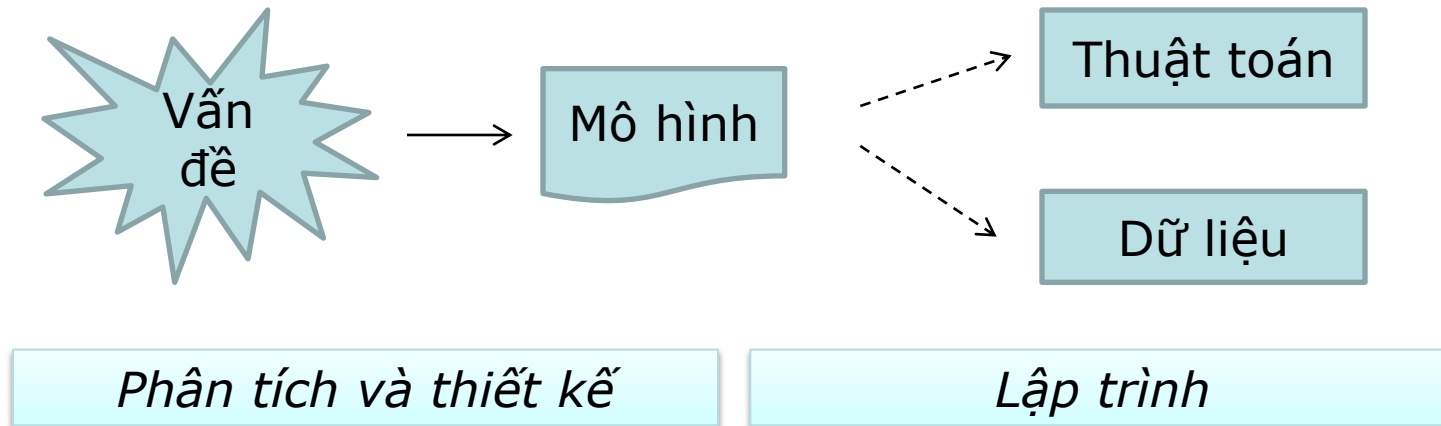 Vấn
đề
Mô hình
Thuật toán
Dữ liệu
Phân tích và thiết kế
Lập trình